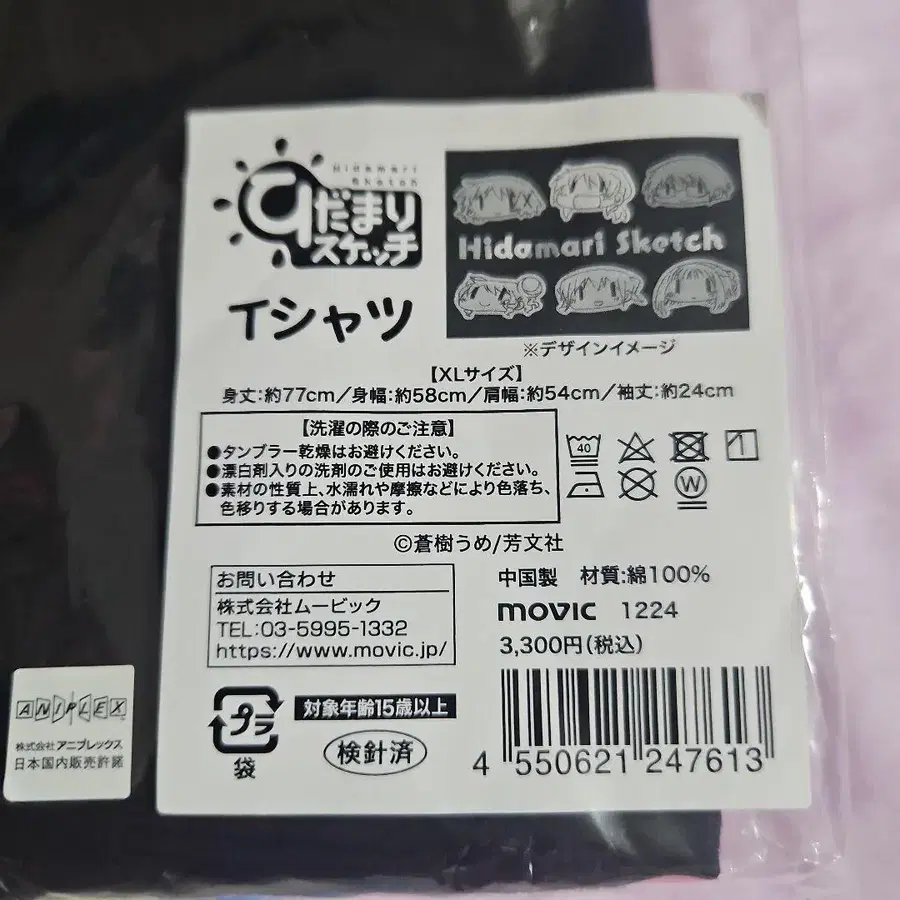 Hidamari
Sketch
ひだまり
スケッチ
Tシャツ
Hidamari Sketch
※デザインイメージ
【XLサイズ】
身丈:約77cm/身幅:約58cm/肩幅:約54cm/袖丈:約24cm
【洗濯の際のご注意】
●タンブラー乾燥はお避けください。
●漂白剤入りの洗剤のご使用はお避けください。
●素材の性質上、水濡れや摩擦などにより色落ち、
色移りする場合があります。
40
W
©蒼樹うめ/芳文社
お問い合わせ
株式会社ムービック
TEL:03-5995-1332
https://www.movic.jp/
中国製 材質:綿100%
movic 1224
3,300円(税込)
プラ
袋
対象年齢15歳以上
検針済
4 550621 247613
ANIPLEX
株式会社アニプレックス
日本国内販売許諾